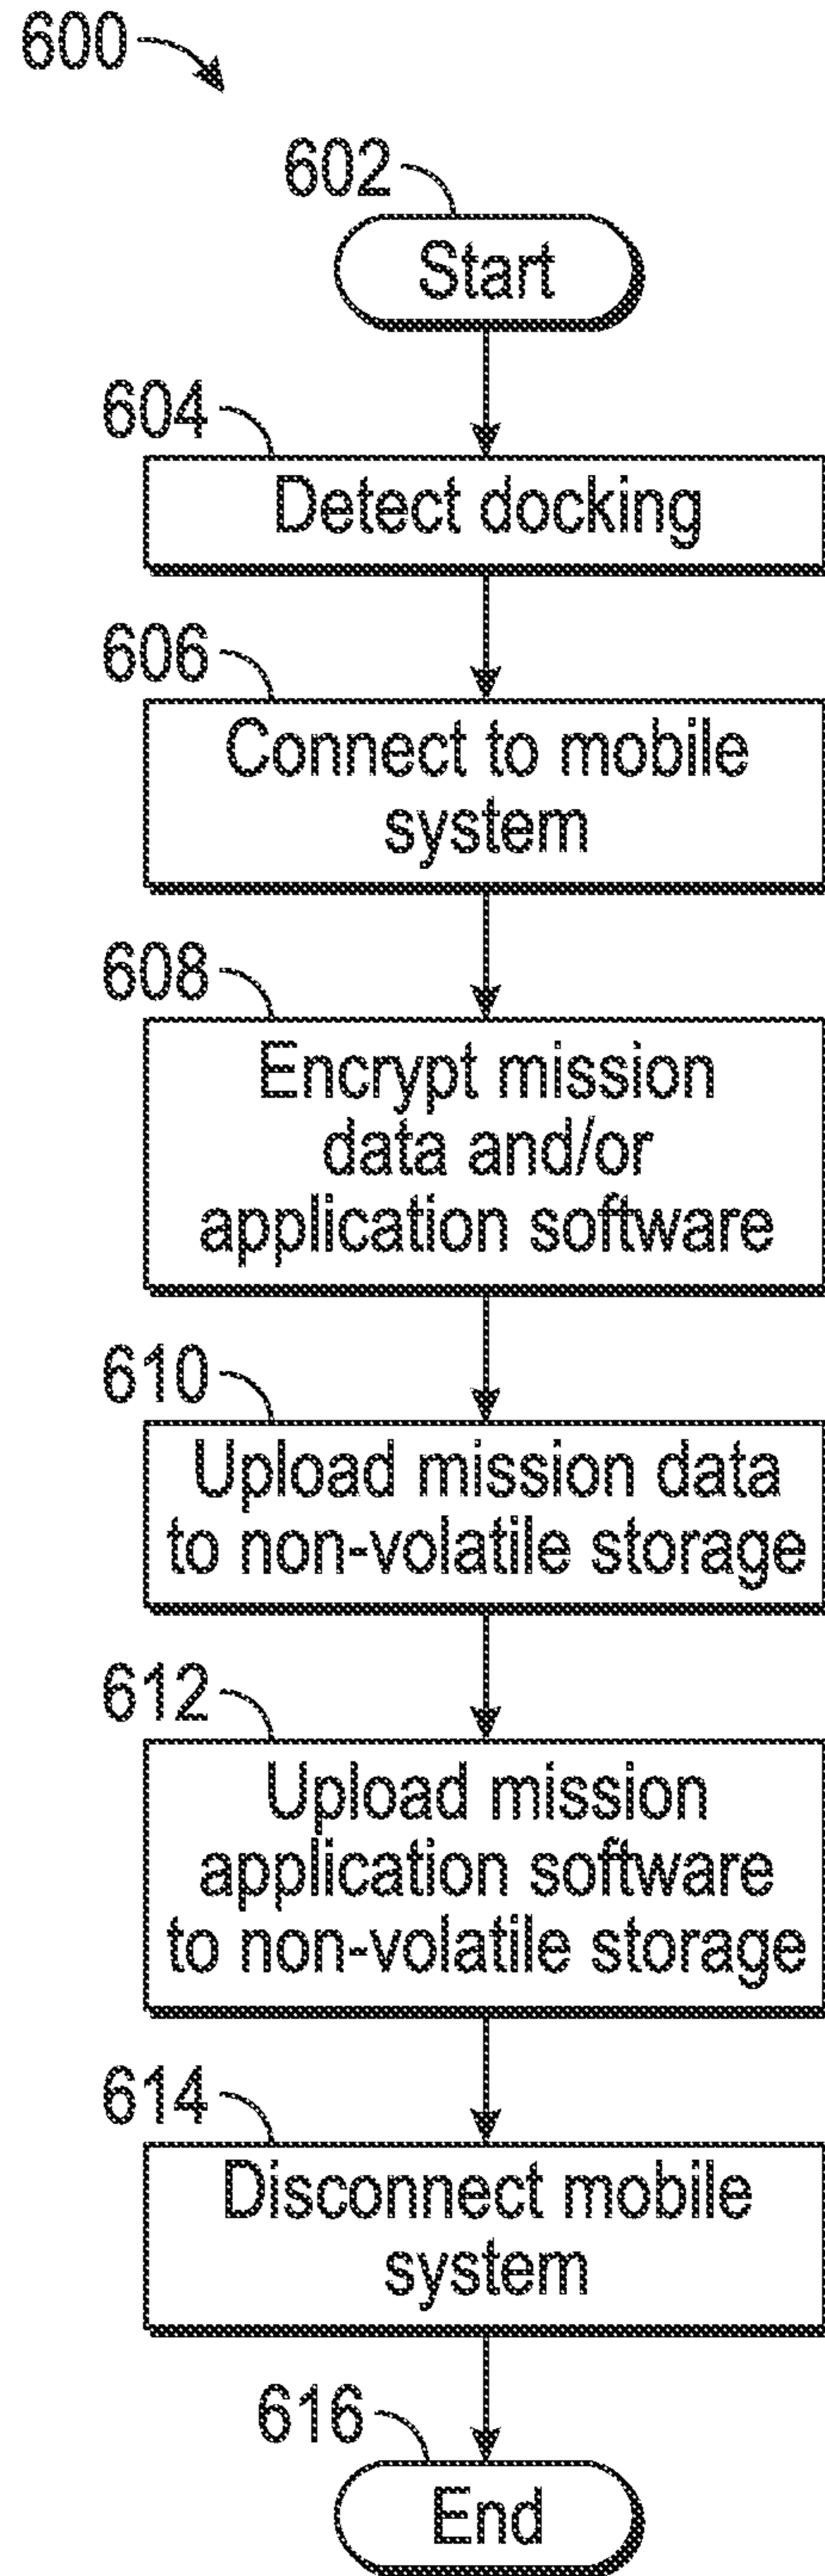 600
602
Start
604
Detect docking
606
Connect to mobile
system
608
Encrypt mission
data and/or
application software
610
Upload mission data
to non-volatile storage
612
Upload mission
application software
to non-volatile storage
614
Disconnect mobile
system
616
End